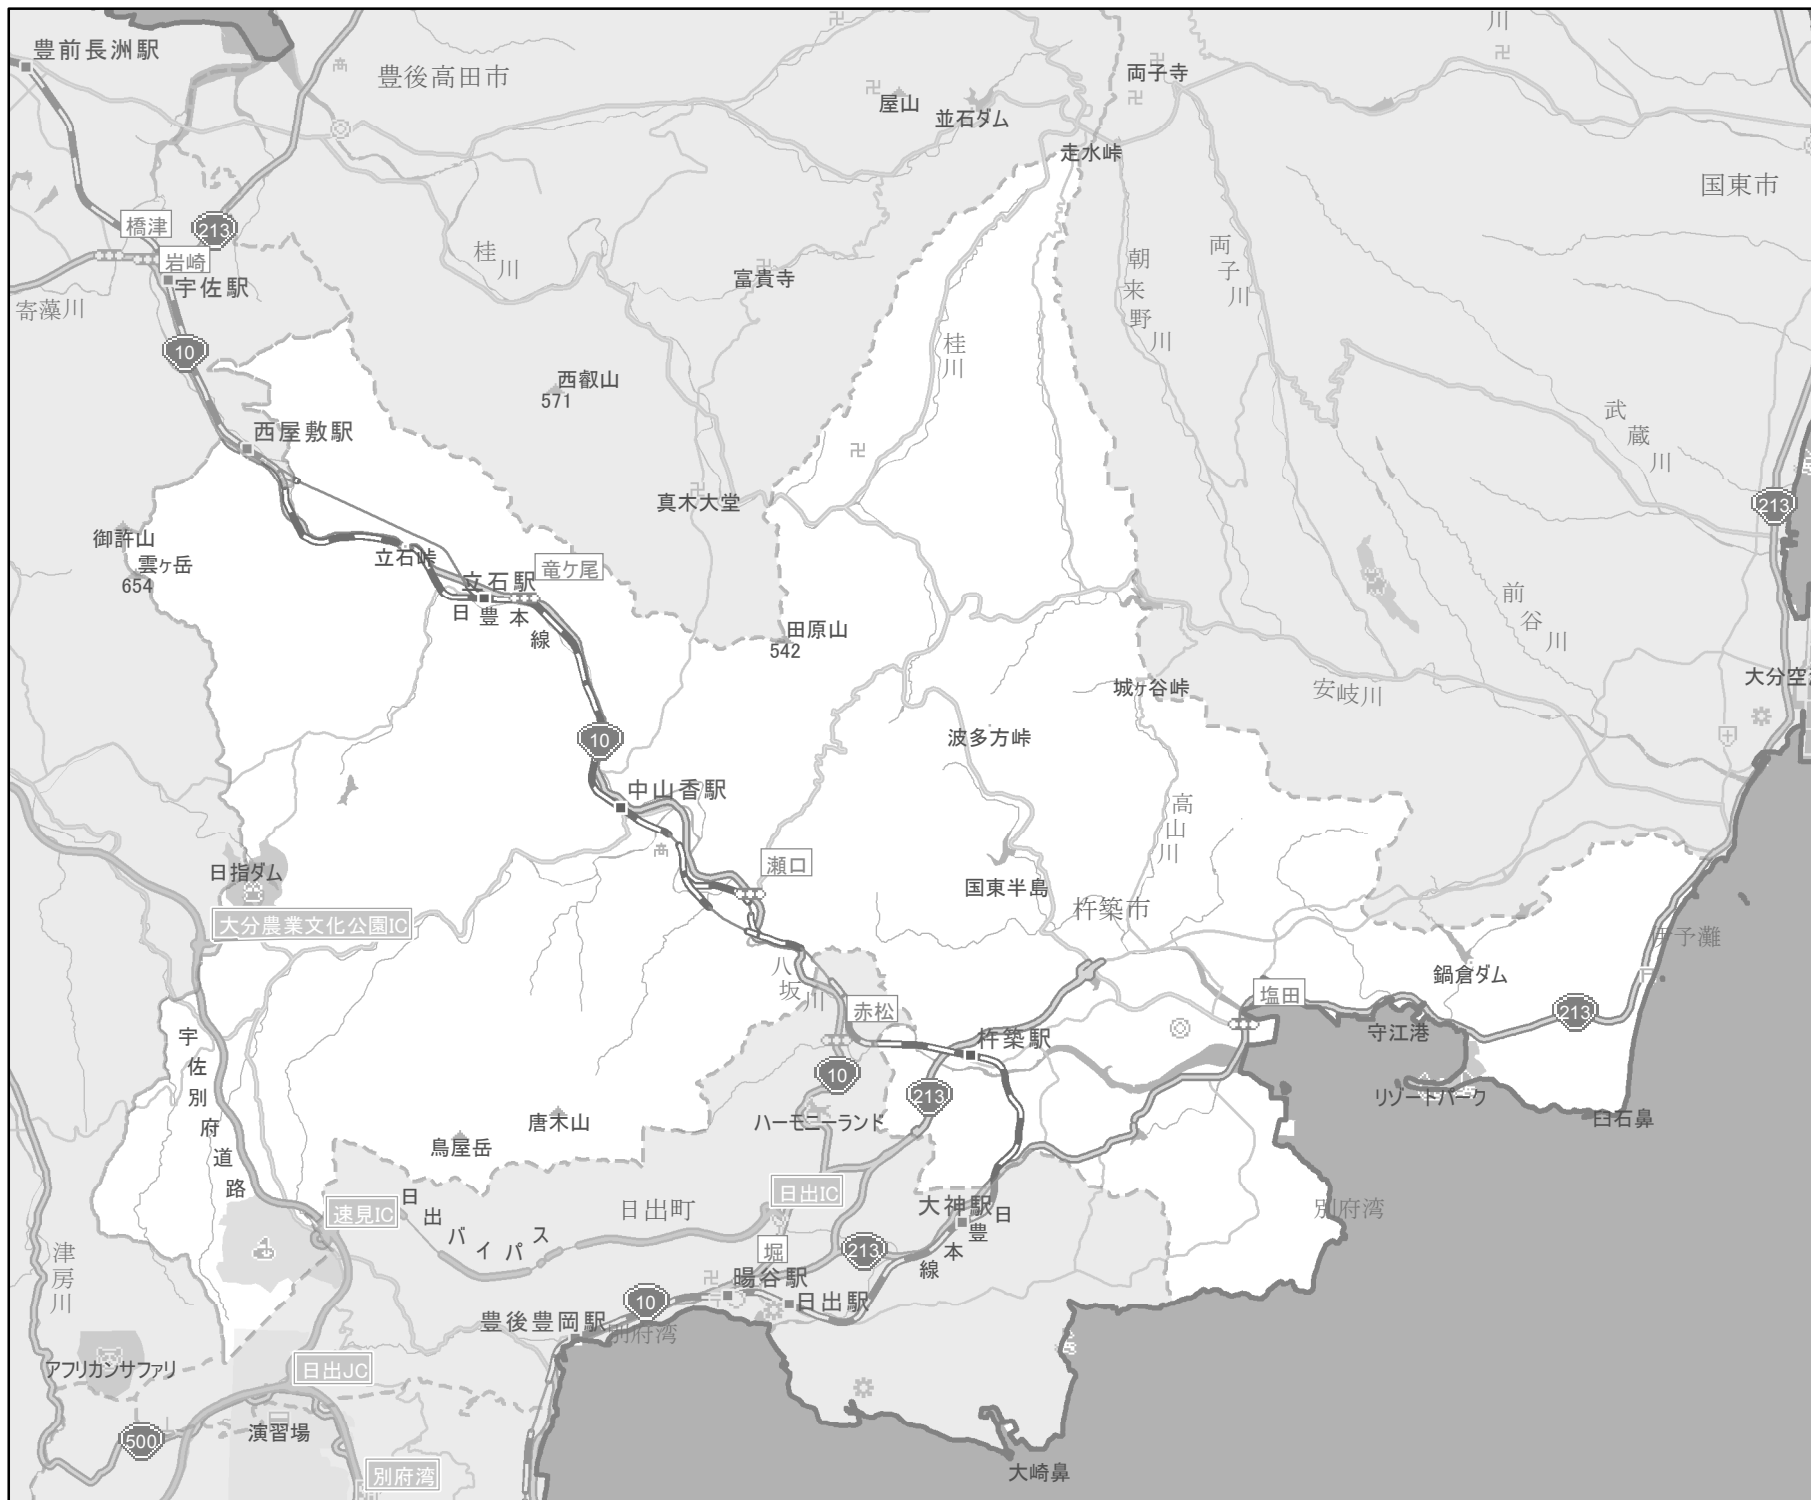 豊前長洲駅
豊後高田市
屋山
並石ダム
両子寺
川
走水峠
国東市
橋津
213
岩崎
宇佐駅
寄藻川
桂川
富貴寺
朝来野川
両子川
10
桂川
西叡山
571
西屋敷駅
武蔵川
真木大堂
213
御許山
雲ヶ岳
654
立石峠
立石駅
竜ケ尾
日豊本線
田原山
542
前谷川
城ヶ谷峠
安岐川
大分空
10
波多方峠
中山香駅
高山川
瀬口
日指ダム
国東半島
杵築市
大分農業文化公園IC
伊予灘
八坂川
鍋倉ダム
赤松
塩田
213
守江港
杵築駅
宇佐別府道路
10
213
リゾートパーク
臼石鼻
ハーモニーランド
唐木山
鳥屋岳
日出IC
速見IC
日出バイパス
日出町
大神駅
日豊本線
別府湾
堀
213
津房川
暘谷駅
日出駅
10
豊後豊岡駅
別府湾
アフリカンサファリ
日出JC
演習場
500
別府湾
大崎鼻